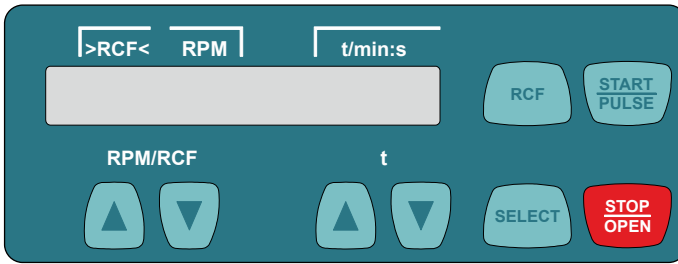 >RCF< RPM t/min:s
RCF
START
PULSE
RPM/RCF t
SELECT
STOP
OPEN